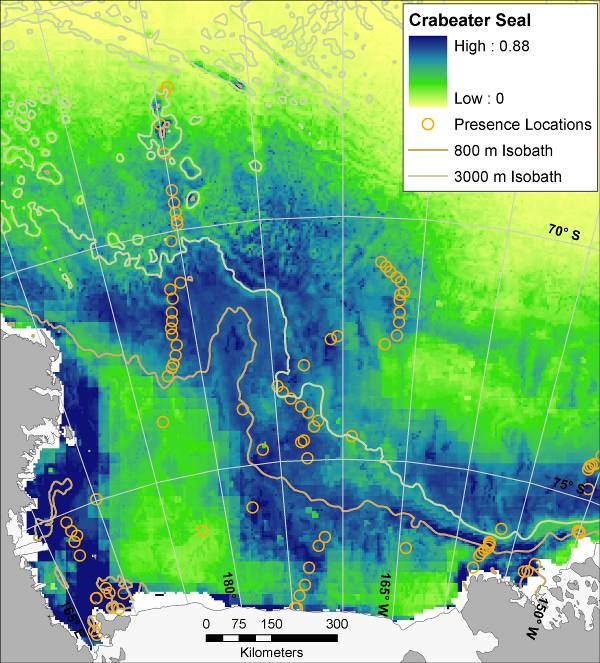 Crabeater Seal
High : 0.88
Low : 0
Presence Locations
800 m Isobath
3000 m Isobath
70° S
75° S
180°
165° W
150° W
165° E
0 75 150 300
Kilometers